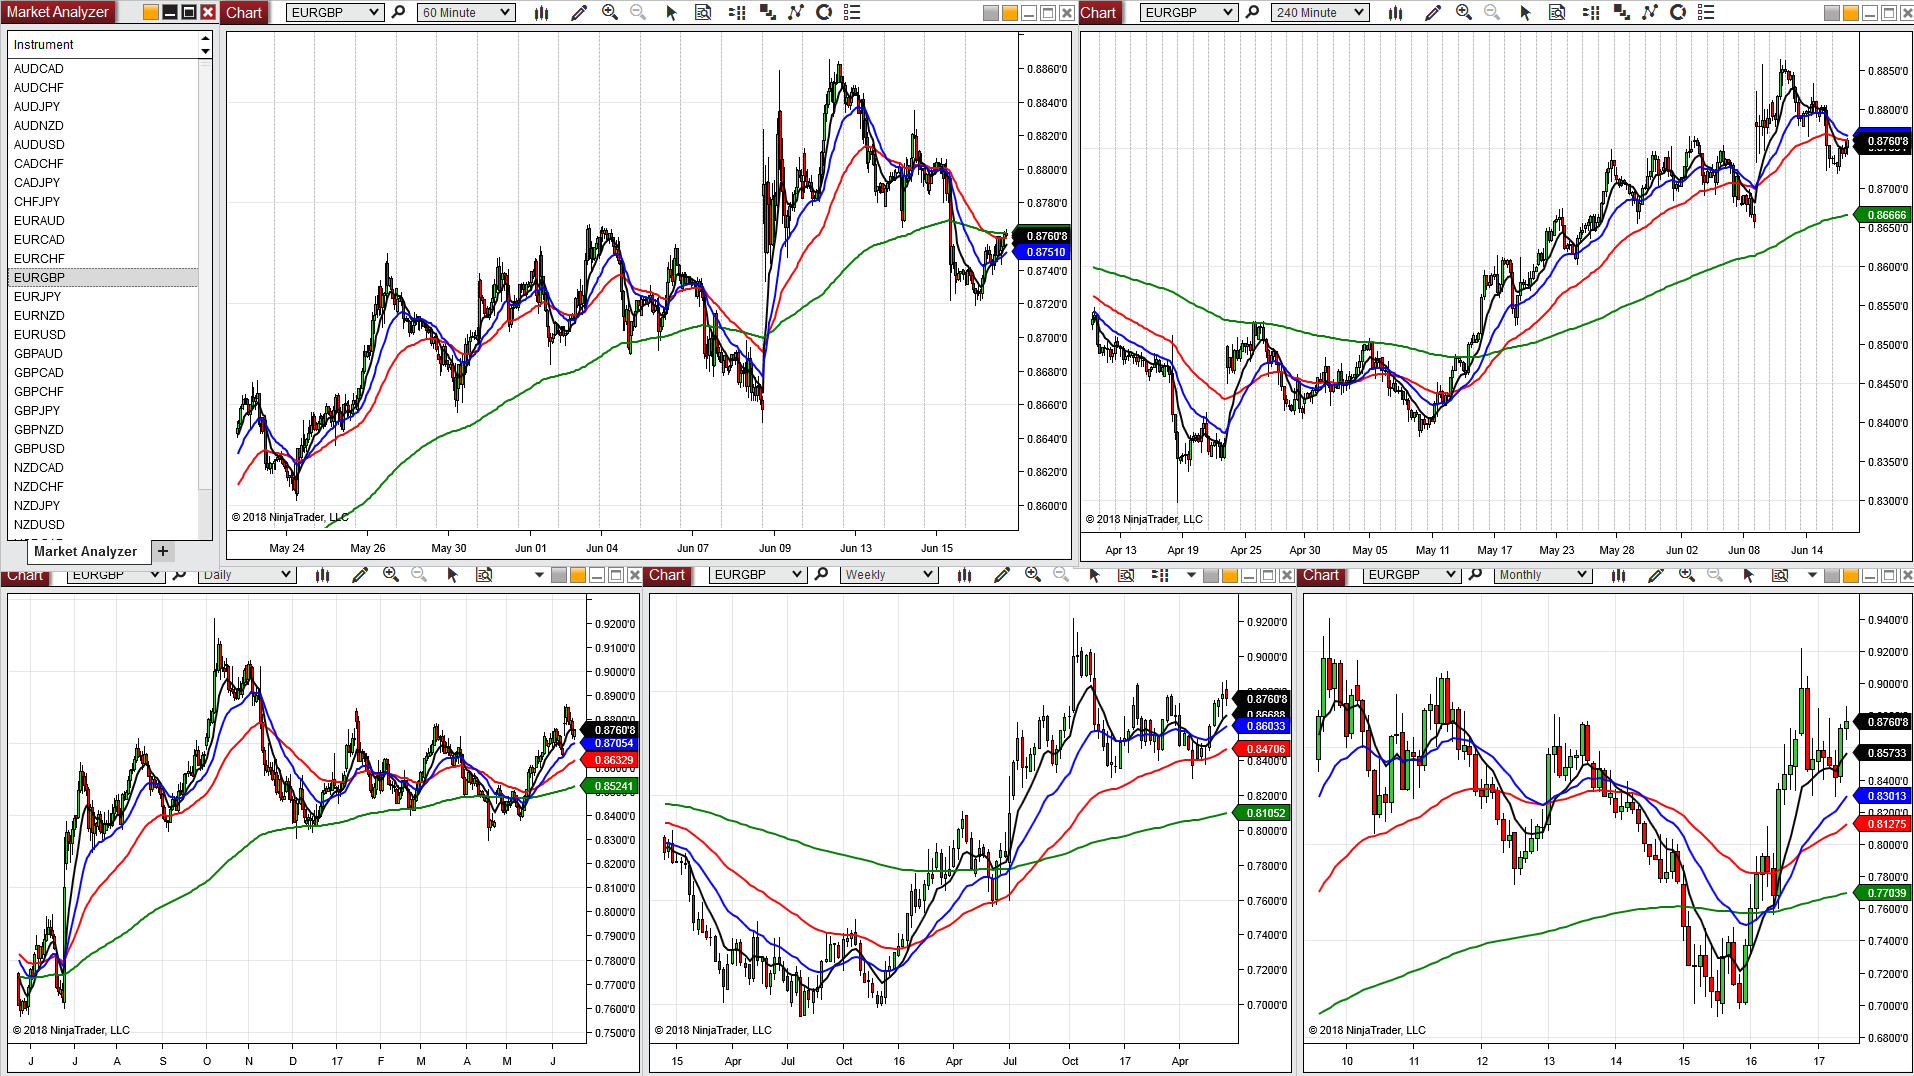 Market Analyzer
Instrument
AUDCAD
AUDCHF
AUDJPY
AUDNZD
AUDUSD
CADCHF
CADJPY
CHFJPY
EURAUD
EURCAD
EURCHF
EURGBP
EURJPY
EURNZD
EURUSD
GBPAUD
GBPCAD
GBPCHF
GBPJPY
GBPNZD
GBPUSD
NZDCAD
NZDCHF
NZDJPY
NZDUSD
Market Analyzer +
Chart EURGBP 60 Minute
0.8860'0
0.8840'0
0.8820'0
0.8800'0
0.8780'0
0.8760'8
0.87510
0.8740'0
0.8720'0
0.8700'0
0.8680'0
0.8660'0
0.8640'0
0.8620'0
0.8600'0
© 2018 NinjaTrader, LLC
May 24 May 26 May 30 Jun 01 Jun 04 Jun 07 Jun 09 Jun 13 Jun 15
Chart EURGBP 240 Minute
0.8850'0
0.8800'0
0.8760'8
0.8700'0
0.86666
0.8650'0
0.8600'0
0.8550'0
0.8500'0
0.8450'0
0.8400'0
0.8350'0
0.8300'0
© 2018 NinjaTrader, LLC
Apr 13 Apr 19 Apr 25 Apr 30 May 05 May 11 May 17 May 23 May 28 Jun 02 Jun 08 Jun 14
Chart EURGBP Daily
0.9200'0
0.9100'0
0.9000'0
0.8900'0
0.8800'0
0.8760'8
0.87054
0.86329
0.8600'0
0.85241
0.8400'0
0.8300'0
0.8200'0
0.8100'0
0.8000'0
0.7900'0
0.7800'0
0.7700'0
0.7600'0
0.7500'0
© 2018 NinjaTrader, LLC
J J A S O N D 17 F M A M J
Chart EURGBP Weekly
0.9200'0
0.9000'0
0.8760'8
0.86688
0.86033
0.84706
0.8400'0
0.8200'0
0.81052
0.8000'0
0.7800'0
0.7600'0
0.7400'0
0.7200'0
0.7000'0
© 2018 NinjaTrader, LLC
15 Apr Jul Oct 16 Apr Jul Oct 17 Apr
Chart EURGBP Monthly
0.9400'0
0.9200'0
0.9000'0
0.8760'8
0.85733
0.8400'0
0.83013
0.81275
0.8000'0
0.7800'0
0.77039
0.7600'0
0.7400'0
0.7200'0
0.7000'0
0.6800'0
© 2018 NinjaTrader, LLC
10 11 12 13 14 15 16 17